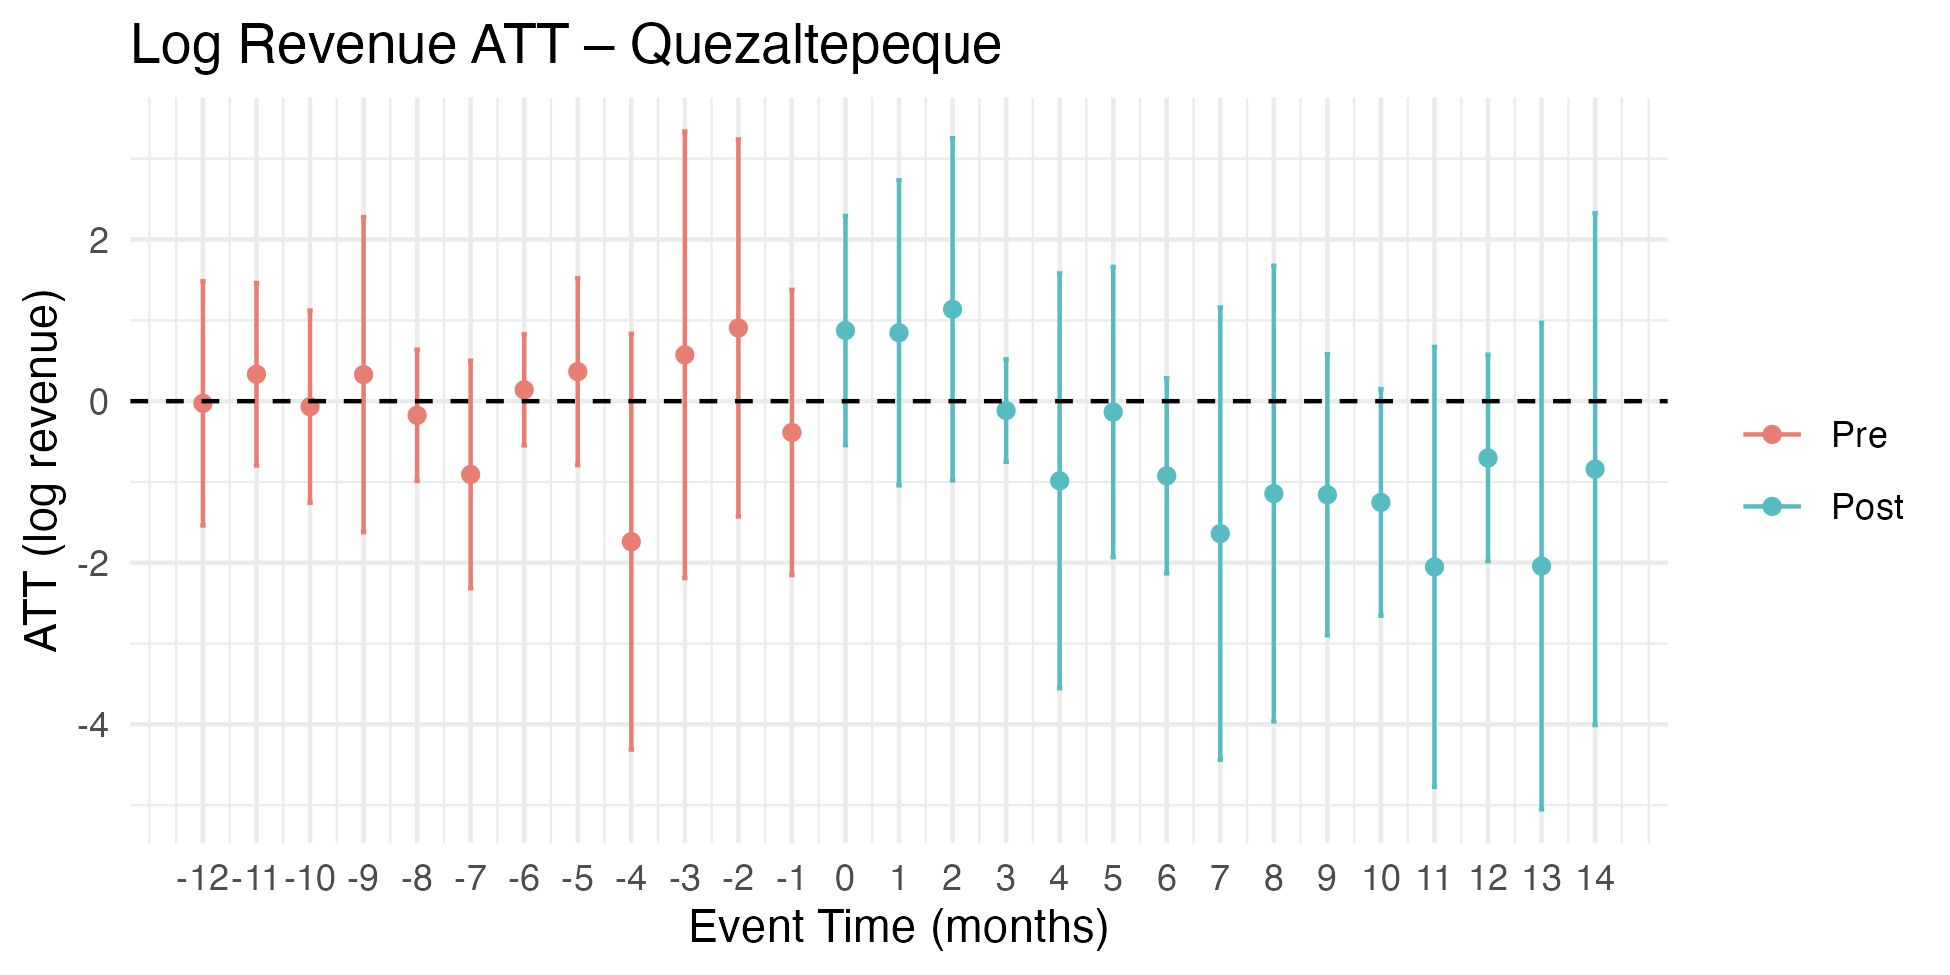 Log Revenue ATT – Quezaltepeque
ATT (log revenue)
2
0
-2
-4
-12 -11 -10 -9 -8 -7 -6 -5 -4 -3 -2 -1 0 1 2 3 4 5 6 7 8 9 10 11 12 13 14
Event Time (months)
Pre
Post